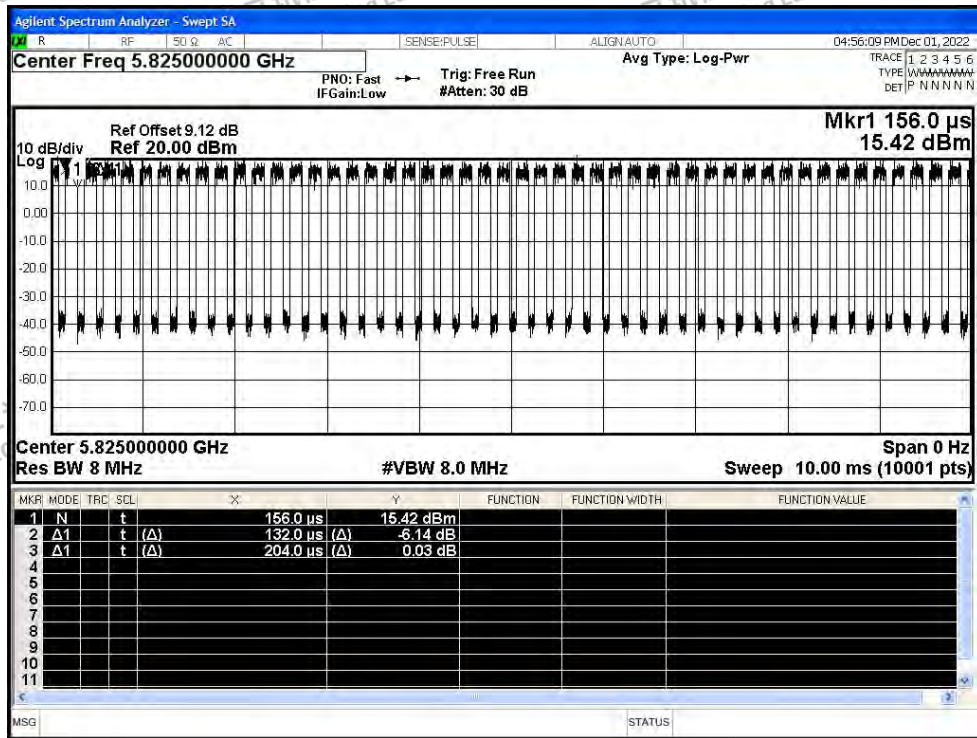 Agilent Spectrum Analyzer - Swept SA
LXI R RF 50 Ω AC SENSE:PULSE ALIGNAUTO 04:56:09 PM Dec 01, 2022
Center Freq 5.825000000 GHz
PNO: Fast
IFGain:Low
Trig: Free Run
#Atten: 30 dB
Avg Type: Log-Pwr
TRACE 1 2 3 4 5 6
TYPE
DET P N N N N N
Mkr1 156.0 µs
15.42 dBm
Ref Offset 9.12 dB
10 dB/div Ref 20.00 dBm
Log
1
10.0
0.00
-10.0
-20.0
-30.0
-40.0
-50.0
-60.0
-70.0
Center 5.825000000 GHz Span 0 Hz
Res BW 8 MHz #VBW 8.0 MHz Sweep 10.00 ms (10001 pts)
MKR MODE TRC SCL X Y FUNCTION FUNCTION WIDTH FUNCTION VALUE
1 N t 156.0 µs 15.42 dBm
2 Δ1 t (Δ) 132.0 µs (Δ) -6.14 dB
3 Δ1 t (Δ) 204.0 µs (Δ) 0.03 dB
4
5
6
7
8
9
10
11
MSG STATUS